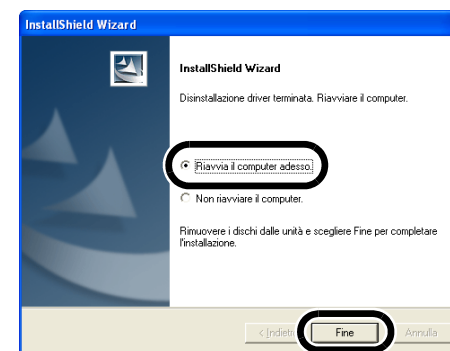 InstallShield Wizard
InstallShield Wizard
Disinstallazione driver terminata. Riavviare il computer.
Riavvia il computer adesso.
Non riavviare il computer.
Rimuovere i dischi dalle unità e scegliere Fine per completare
l'installazione.
< Indietro Fine Annulla